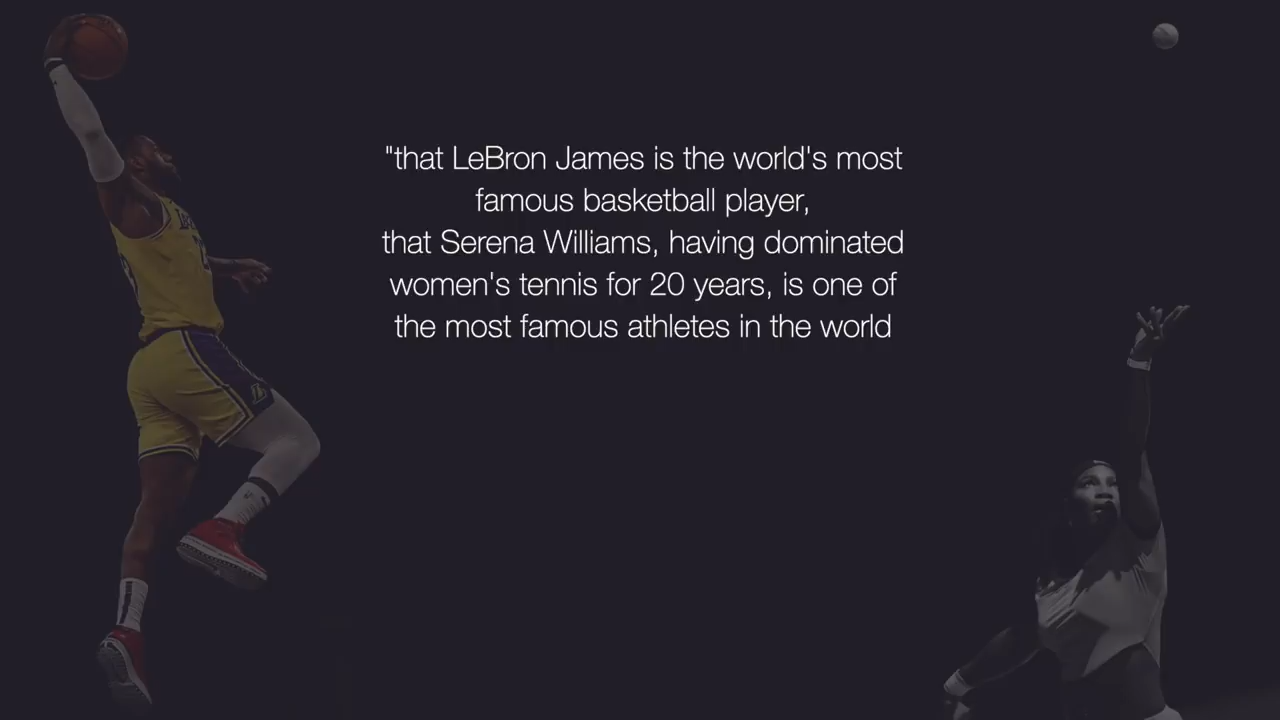 "that LeBron James is the world's most
famous basketball player,
that Serena Williams, having dominated
women's tennis for 20 years, is one of
the most famous athletes in the world